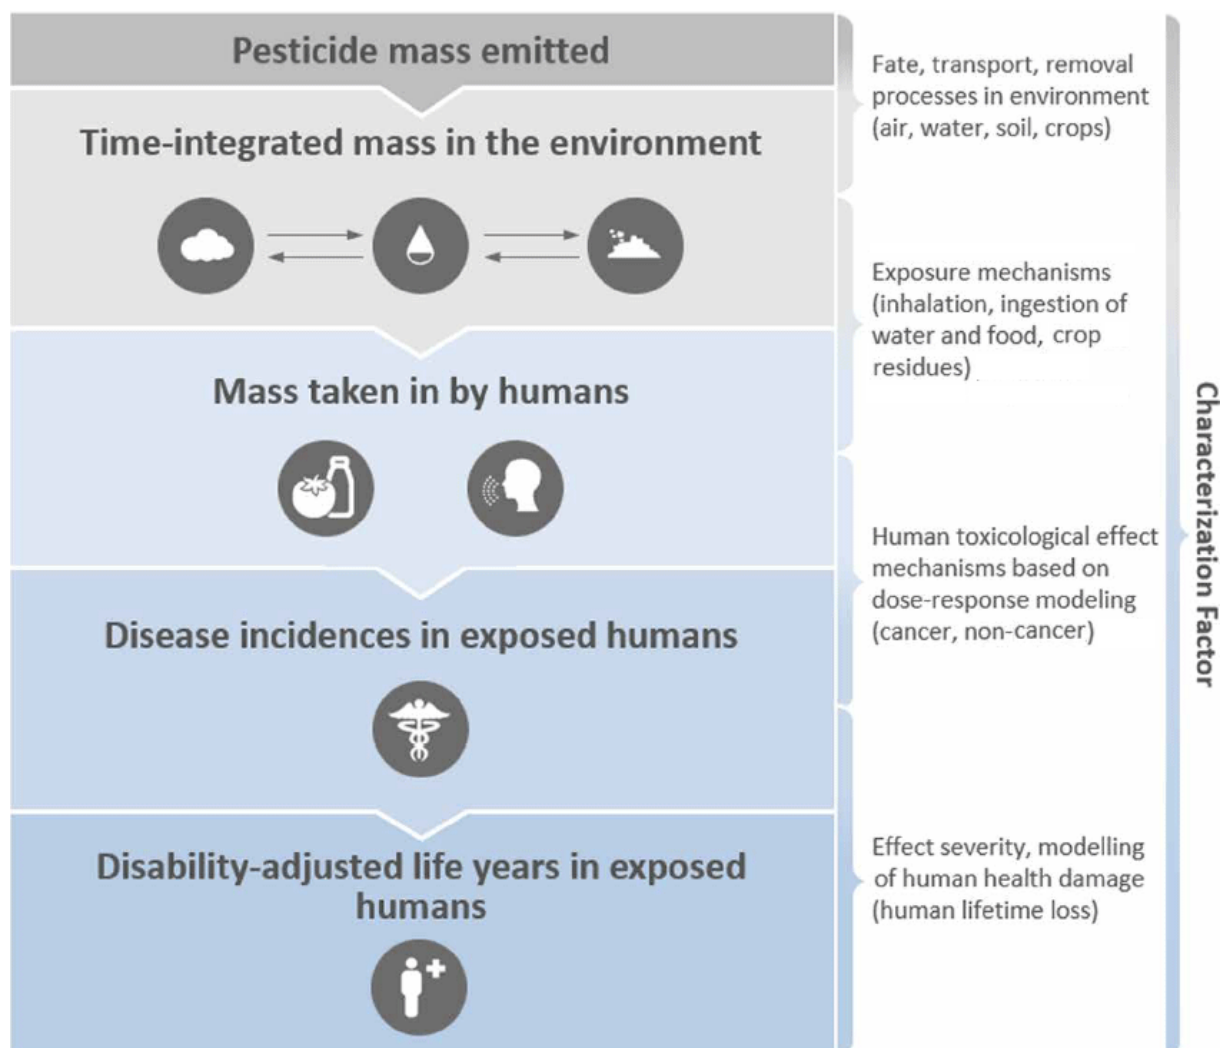 Pesticide mass emitted
Time-integrated mass in the environment
Mass taken in by humans
Disease incidences in exposed humans
Disability-adjusted life years in exposed
humans
Fate, transport, removal
processes in environment
(air, water, soil, crops)
Exposure mechanisms
(inhalation, ingestion of
water and food, crop
residues)
Human toxicological effect
mechanisms based on
dose-response modeling
(cancer, non-cancer)
Effect severity, modelling
of human health damage
(human lifetime loss)
Characterization Factor